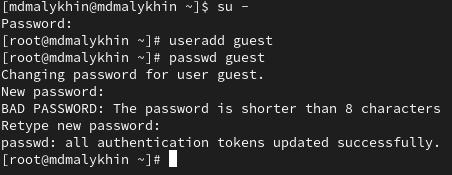 [mdmalykhin@mdmalykhin ~]$ su -
Password:
[root@mdmalykhin ~]# useradd guest
[root@mdmalykhin ~]# passwd guest
Changing password for user guest.
New password:
BAD PASSWORD: The password is shorter than 8 characters
Retype new password:
passwd: all authentication tokens updated successfully.
[root@mdmalykhin ~]#